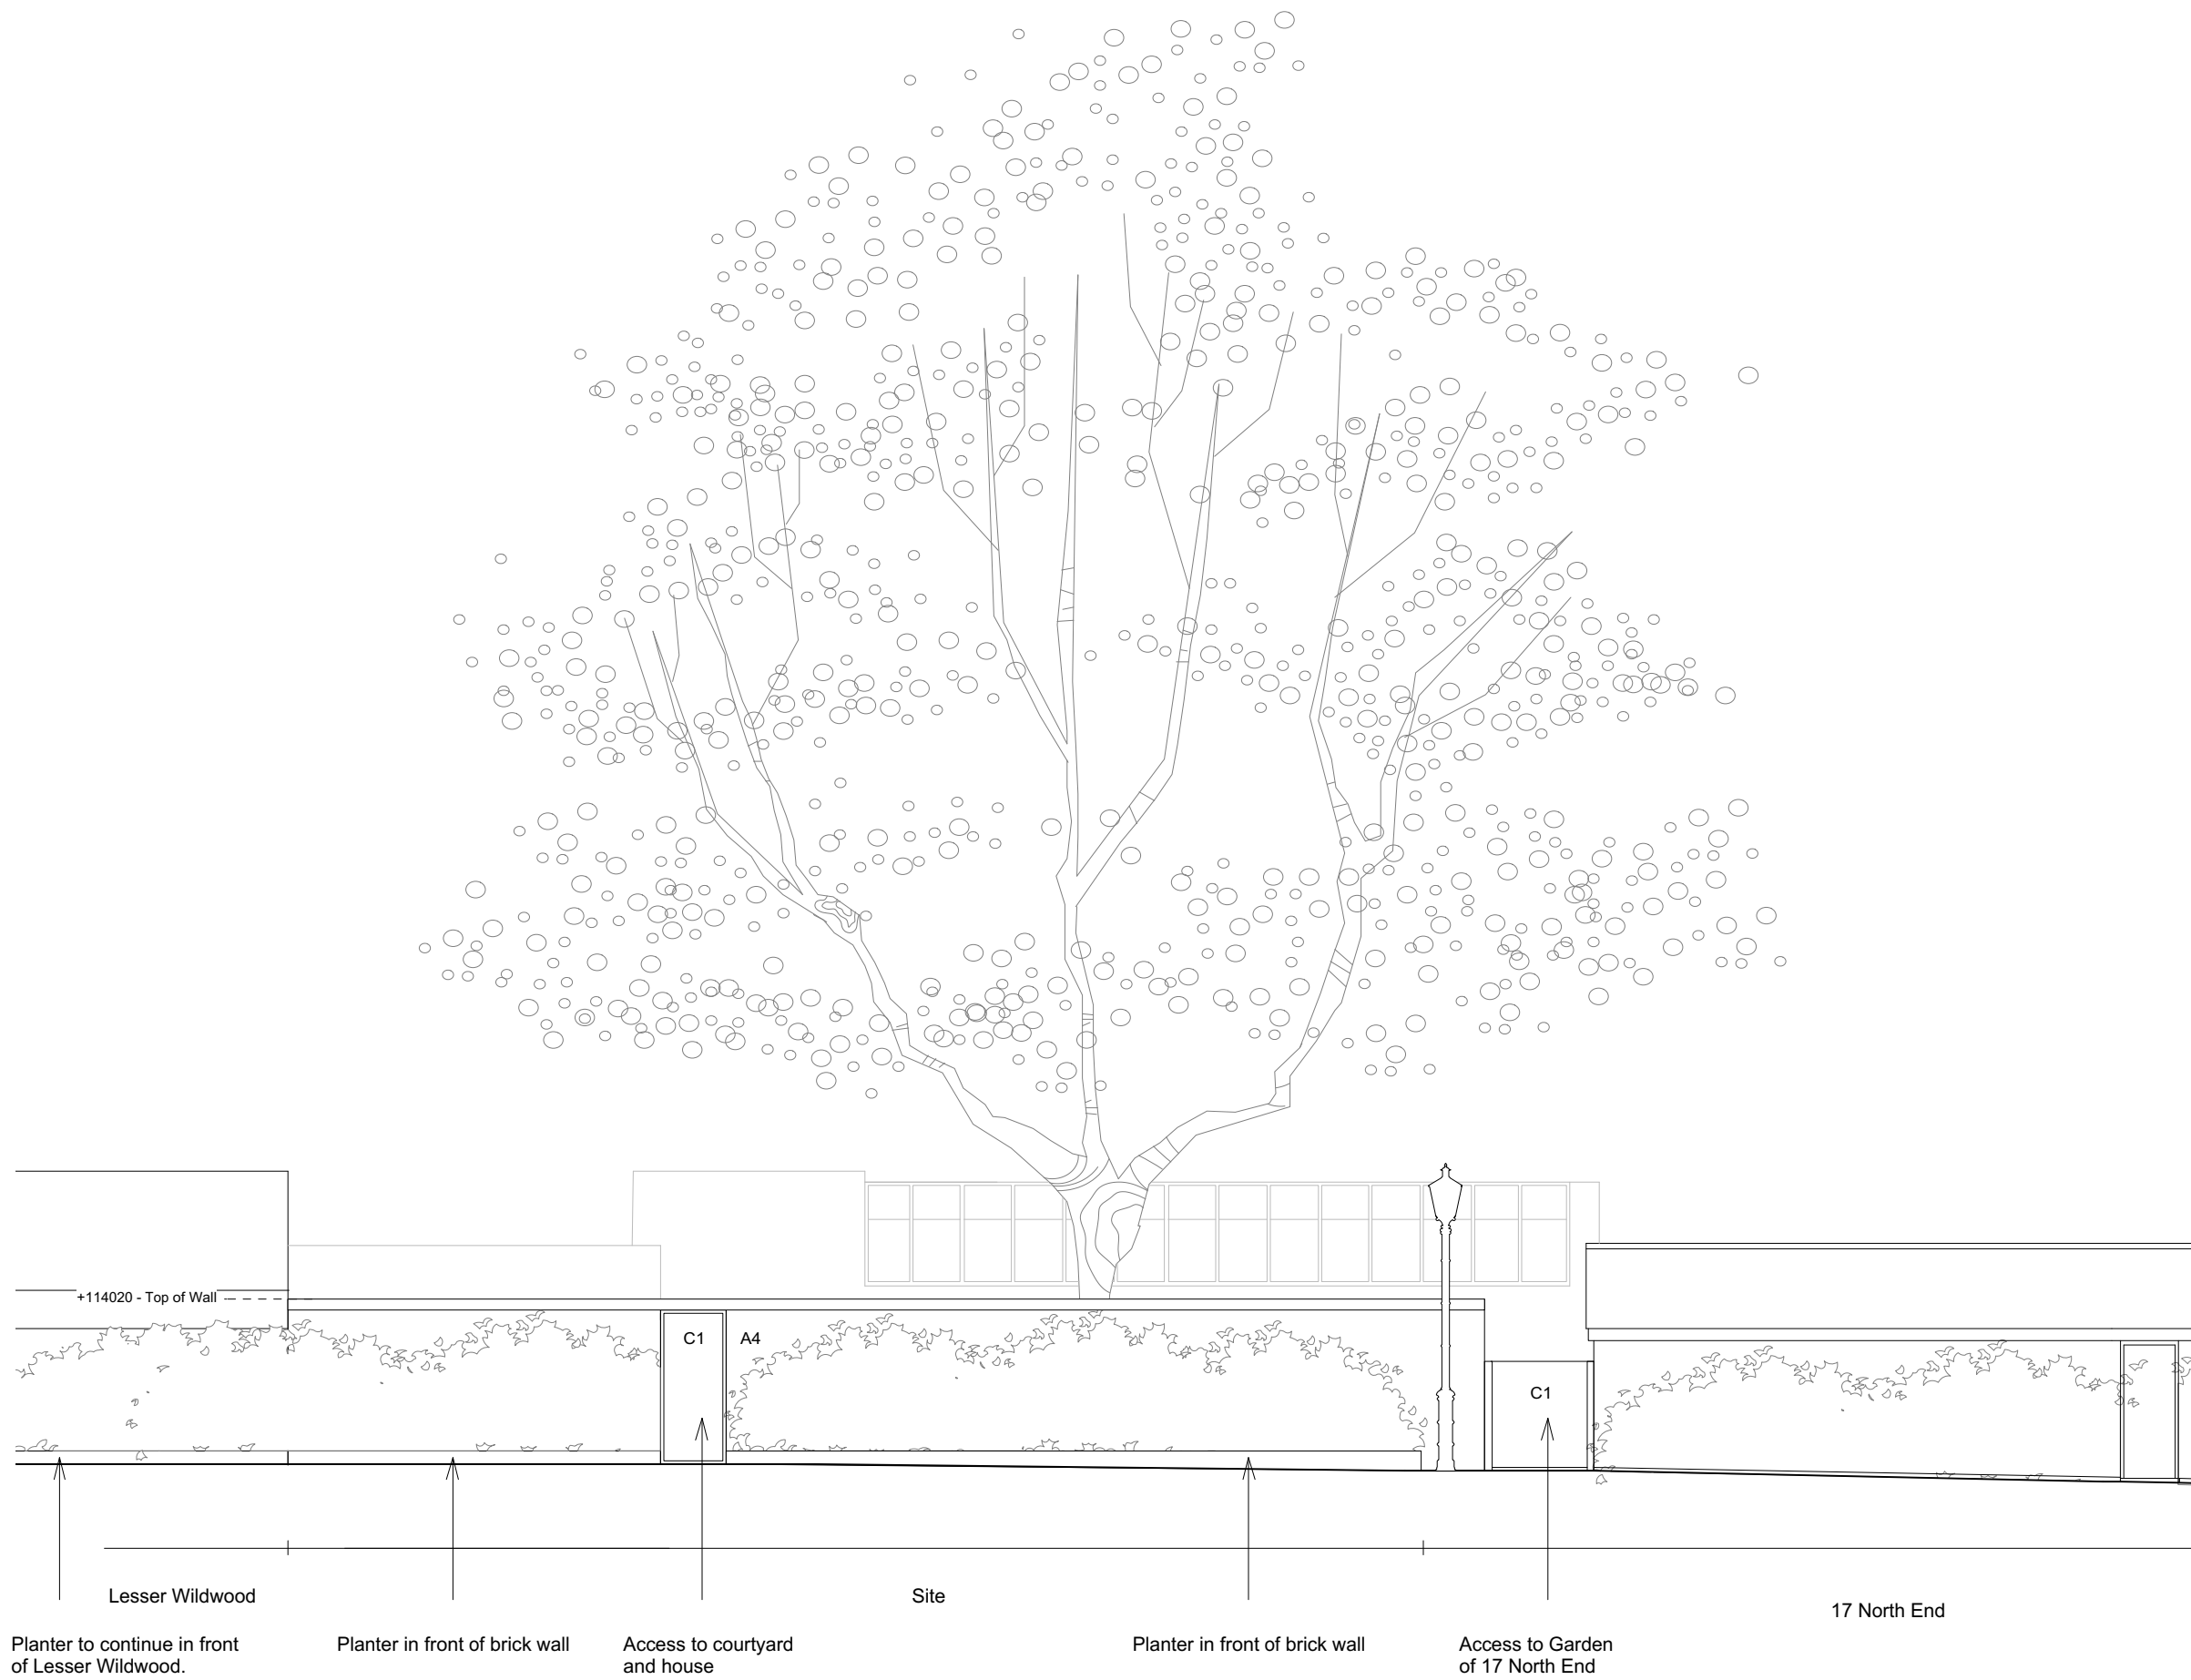 +114020 - Top of Wall
C1
A4
C1
Lesser Wildwood
Site
17 North End
Planter to continue in front
of Lesser Wildwood.
Planter in front of brick wall
Access to courtyard
and house
Planter in front of brick wall
Access to Garden
of 17 North End